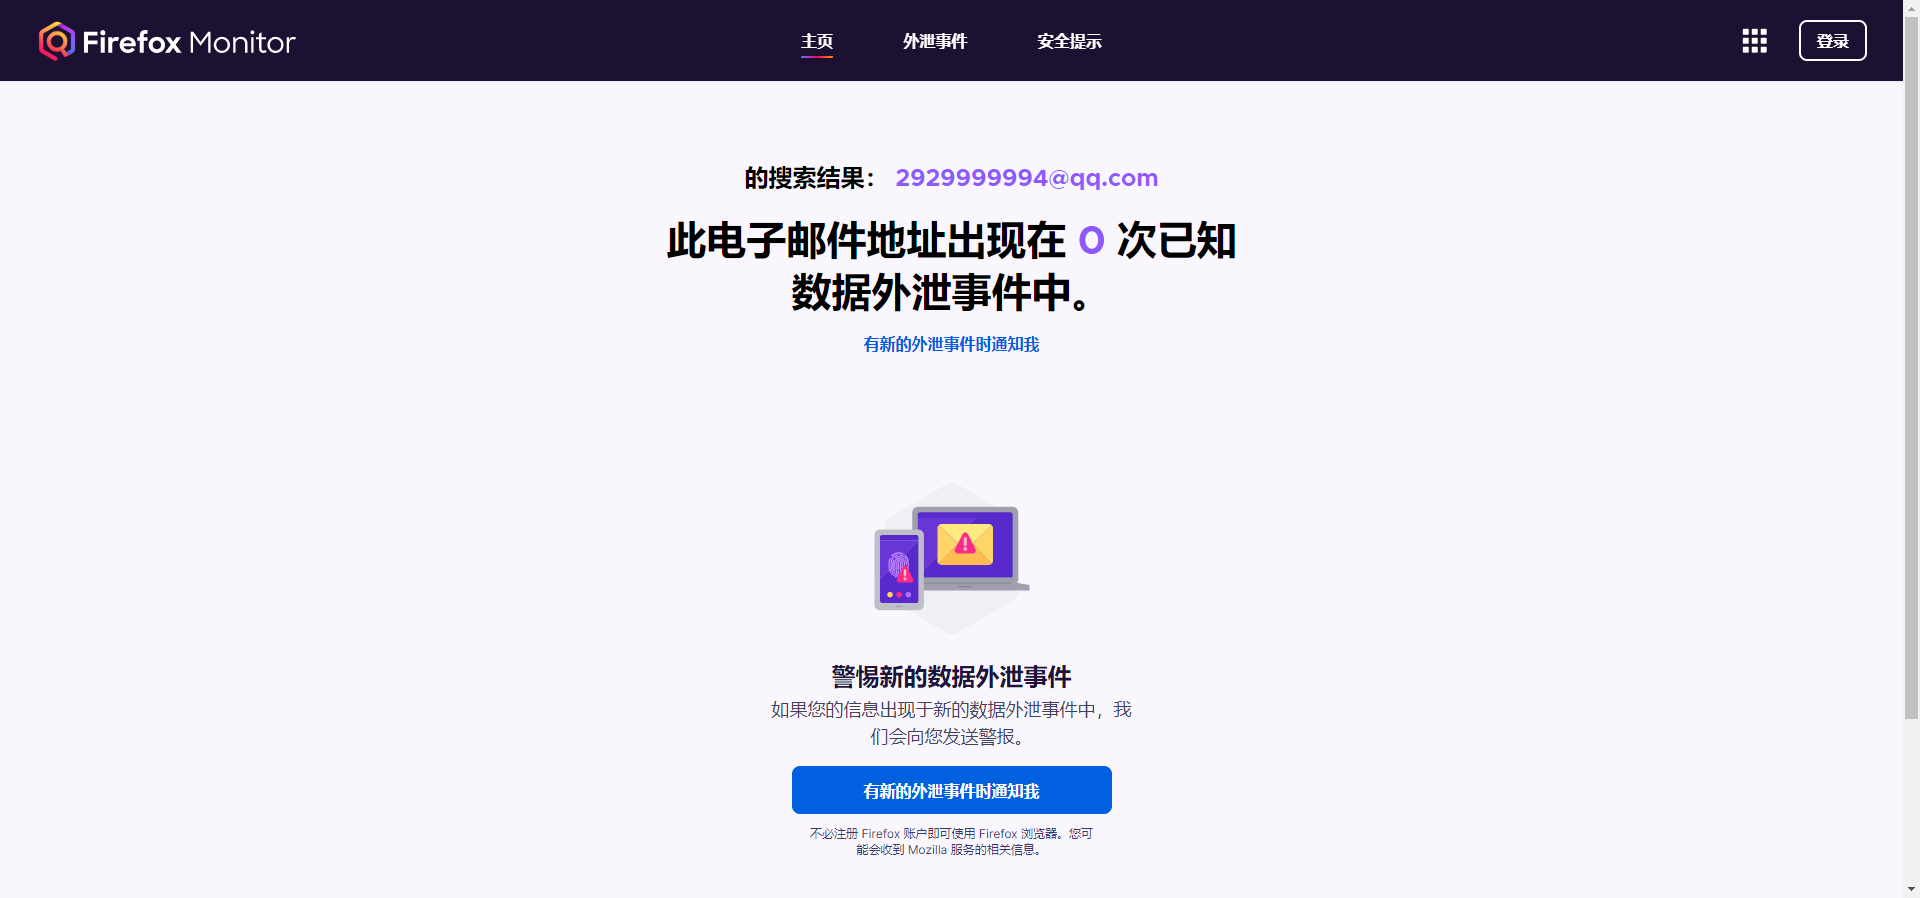 Firefox Monitor
主页
外泄事件
安全提示
登录
的搜索结果： 2929999994@qq.com
此电子邮件地址出现在 0 次已知
数据外泄事件中。
有新的外泄事件时通知我
警惕新的数据外泄事件
如果您的信息出现于新的数据外泄事件中，我
们会向您发送警报。
有新的外泄事件时通知我
不必注册 Firefox 账户即可使用 Firefox 浏览器。您可
能会收到 Mozilla 服务的相关信息。